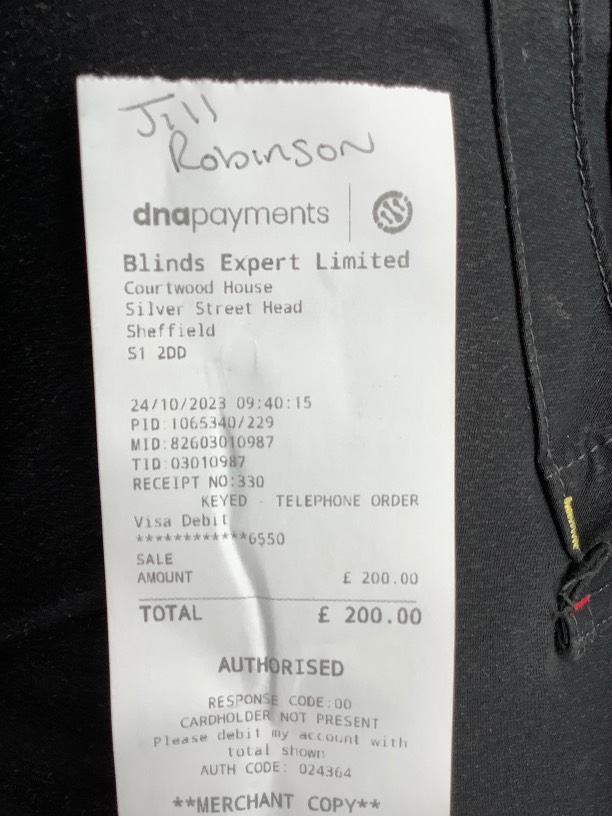 Jill
Robinson
dnapayments
Blinds Expert Limited
Courtwood House
Silver Street Head
Sheffield
S1 2DD
24/10/2023 09:40:15
PID:1065340/229
MID:82603010987
TID:03010987
RECEIPT NO:330
KEYED - TELEPHONE ORDER
Visa Debit
************6550
SALE
AMOUNT £ 200.00
TOTAL £ 200.00
AUTHORISED
RESPONSE CODE:00
CARDHOLDER NOT PRESENT
Please debit my account with
total shown
AUTH CODE: 024364
**MERCHANT COPY**